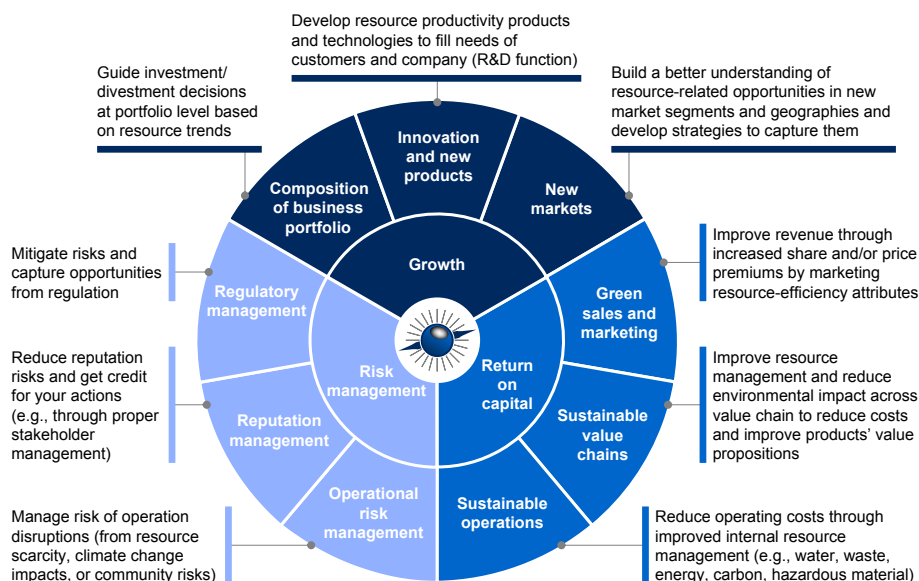 Develop resource productivity products
and technologies to fill needs of
customers and company (R&D function)
Guide investment/
divestment decisions
at portfolio level based
on resource trends
Build a better understanding of
resource-related opportunities in new
market segments and geographies and
develop strategies to capture them
Innovation
and new
products
Composition
of business
portfolio
New
markets
Growth
Mitigate risks and
capture opportunities
from regulation
Regulatory
management
Green
sales and
marketing
Improve revenue through
increased share and/or price
premiums by marketing
resource-efficiency attributes
Risk
management
Return
on
capital
Reduce reputation
risks and get credit
for your actions
(e.g., through proper
stakeholder
management)
Reputation
management
Sustainable
value
chains
Improve resource
management and reduce
environmental impact across
value chain to reduce costs
and improve products’ value
propositions
Manage risk of operation
disruptions (from resource
scarcity, climate change
impacts, or community risks)
Operational
risk
management
Sustainable
operations
Reduce operating costs through
improved internal resource
management (e.g., water, waste,
energy, carbon, hazardous material)